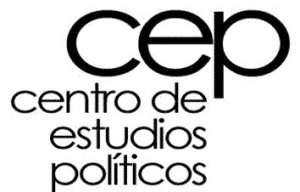 cep
centro de
estudios
políticos